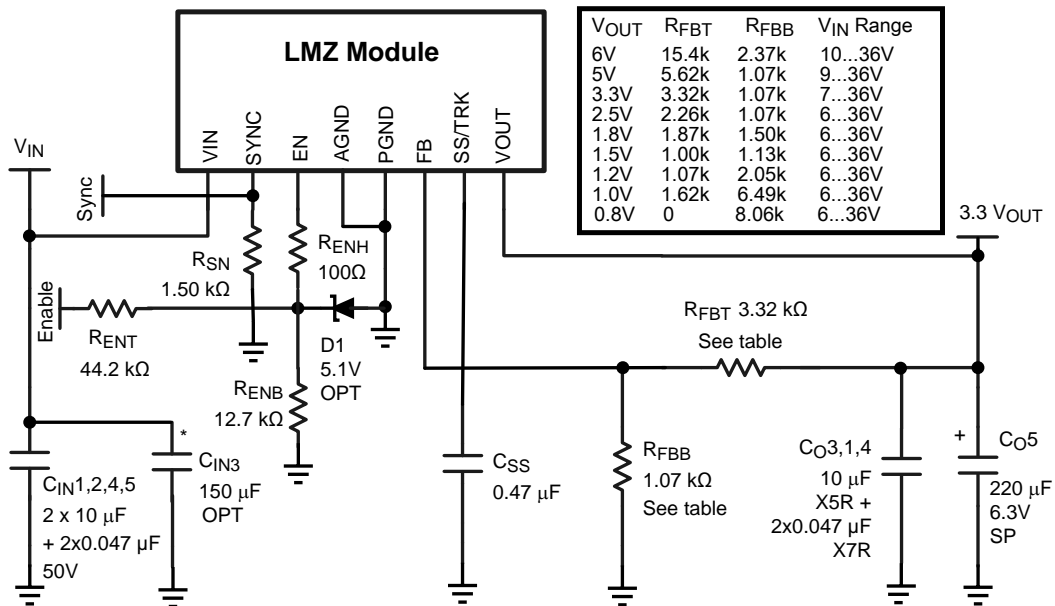 LMZ Module
VIN
SYNC
EN
AGND
PGND
FB
SS/TRK
VOUT
VOUT RFBT RFBB VIN Range
6V 15.4k 2.37k 10...36V
5V 5.62k 1.07k 9...36V
3.3V 3.32k 1.07k 7...36V
2.5V 2.26k 1.07k 6...36V
1.8V 1.87k 1.50k 6...36V
1.5V 1.00k 1.13k 6...36V
1.2V 1.07k 2.05k 6...36V
1.0V 1.62k 6.49k 6...36V
0.8V 0 8.06k 6...36V
VIN
Sync
RSN
1.50 kΩ
RENH
100Ω
Enable
RENT
44.2 kΩ
D1
5.1V
OPT
RENB
12.7 kΩ
3.3 VOUT
RFBT 3.32 kΩ
See table
RFBB
1.07 kΩ
See table
CIN1,2,4,5
2 x 10 μF
+ 2x0.047 μF
50V
*
CIN3
150 μF
OPT
CSS
0.47 μF
CO3,1,4
10 μF
X5R +
2x0.047 μF
X7R
+
CO5
220 μF
6.3V
SP